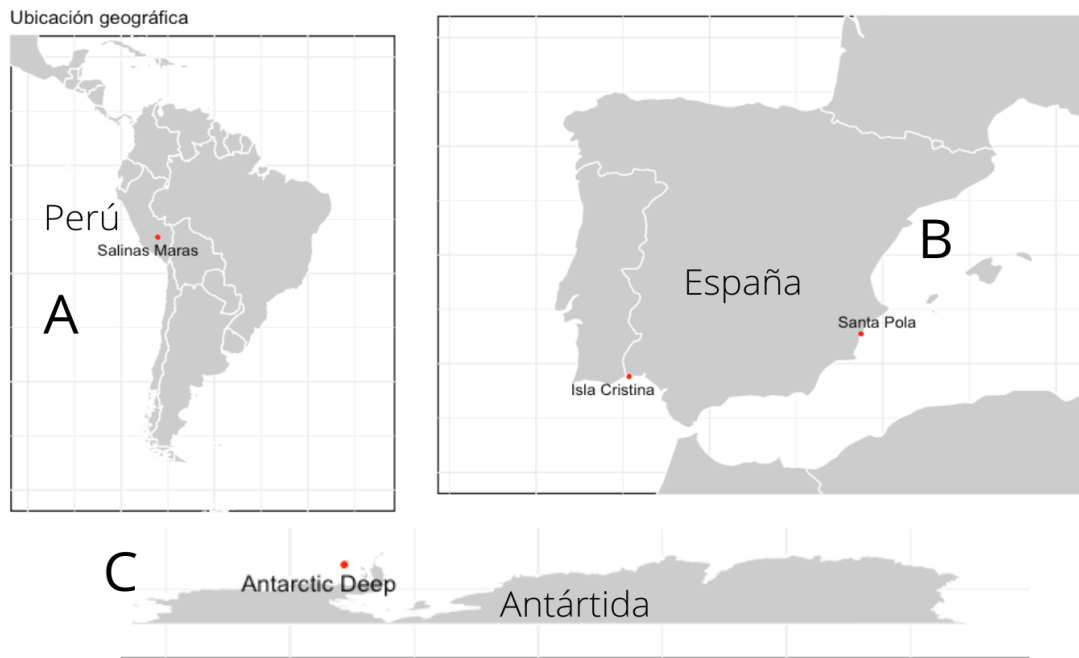 Ubicación geográfica
Perú
Salinas Maras
A
B
España
Santa Pola
Isla Cristina
C
Antarctic Deep
Antártida